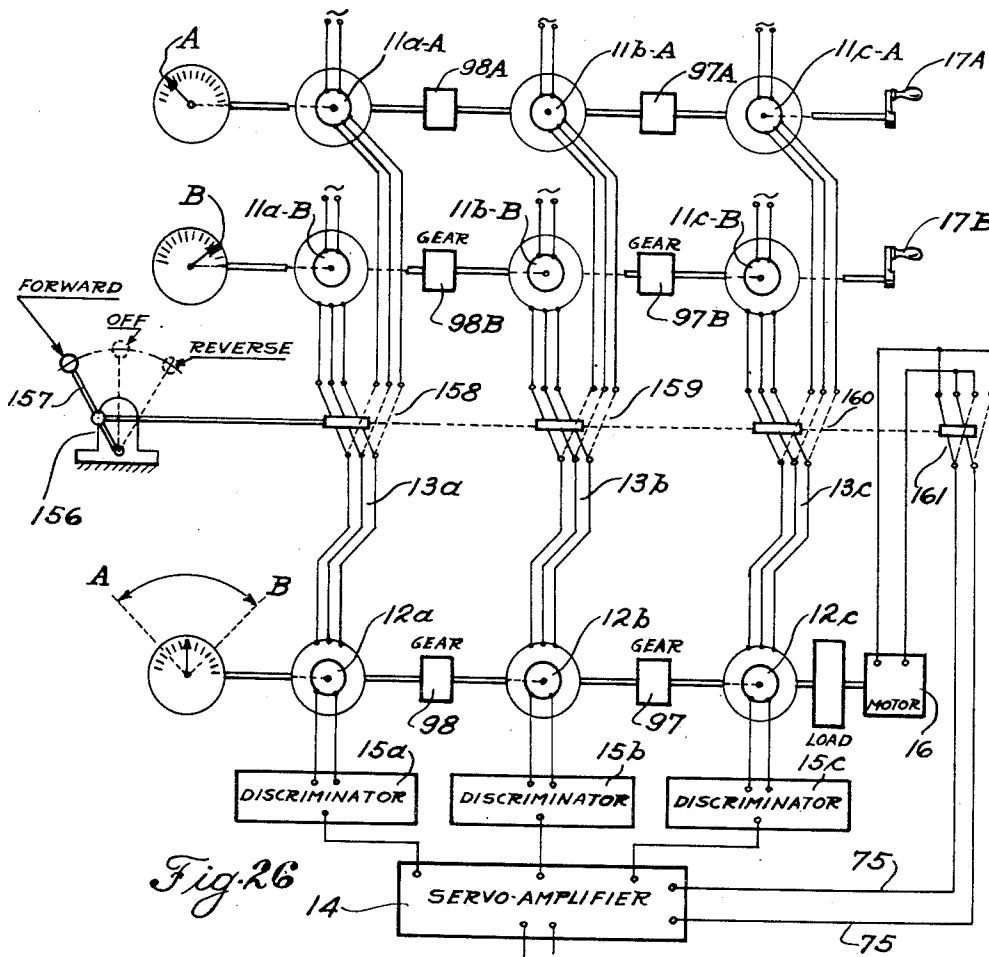 A
11a-A
98A
11b-A
97A
11c-A
17A
B
11a-B
GEAR
98B
11b-B
GEAR
97B
11c-B
17B
FORWARD
OFF
REVERSE
157
156
158
159
160
161
13a
13b
13c
A
B
12a
GEAR
98
12b
GEAR
97
12c
LOAD
MOTOR
16
15a
DISCRIMINATOR
15b
DISCRIMINATOR
15c
DISCRIMINATOR
Fig. 26
14
SERVO-AMPLIFIER
75
75